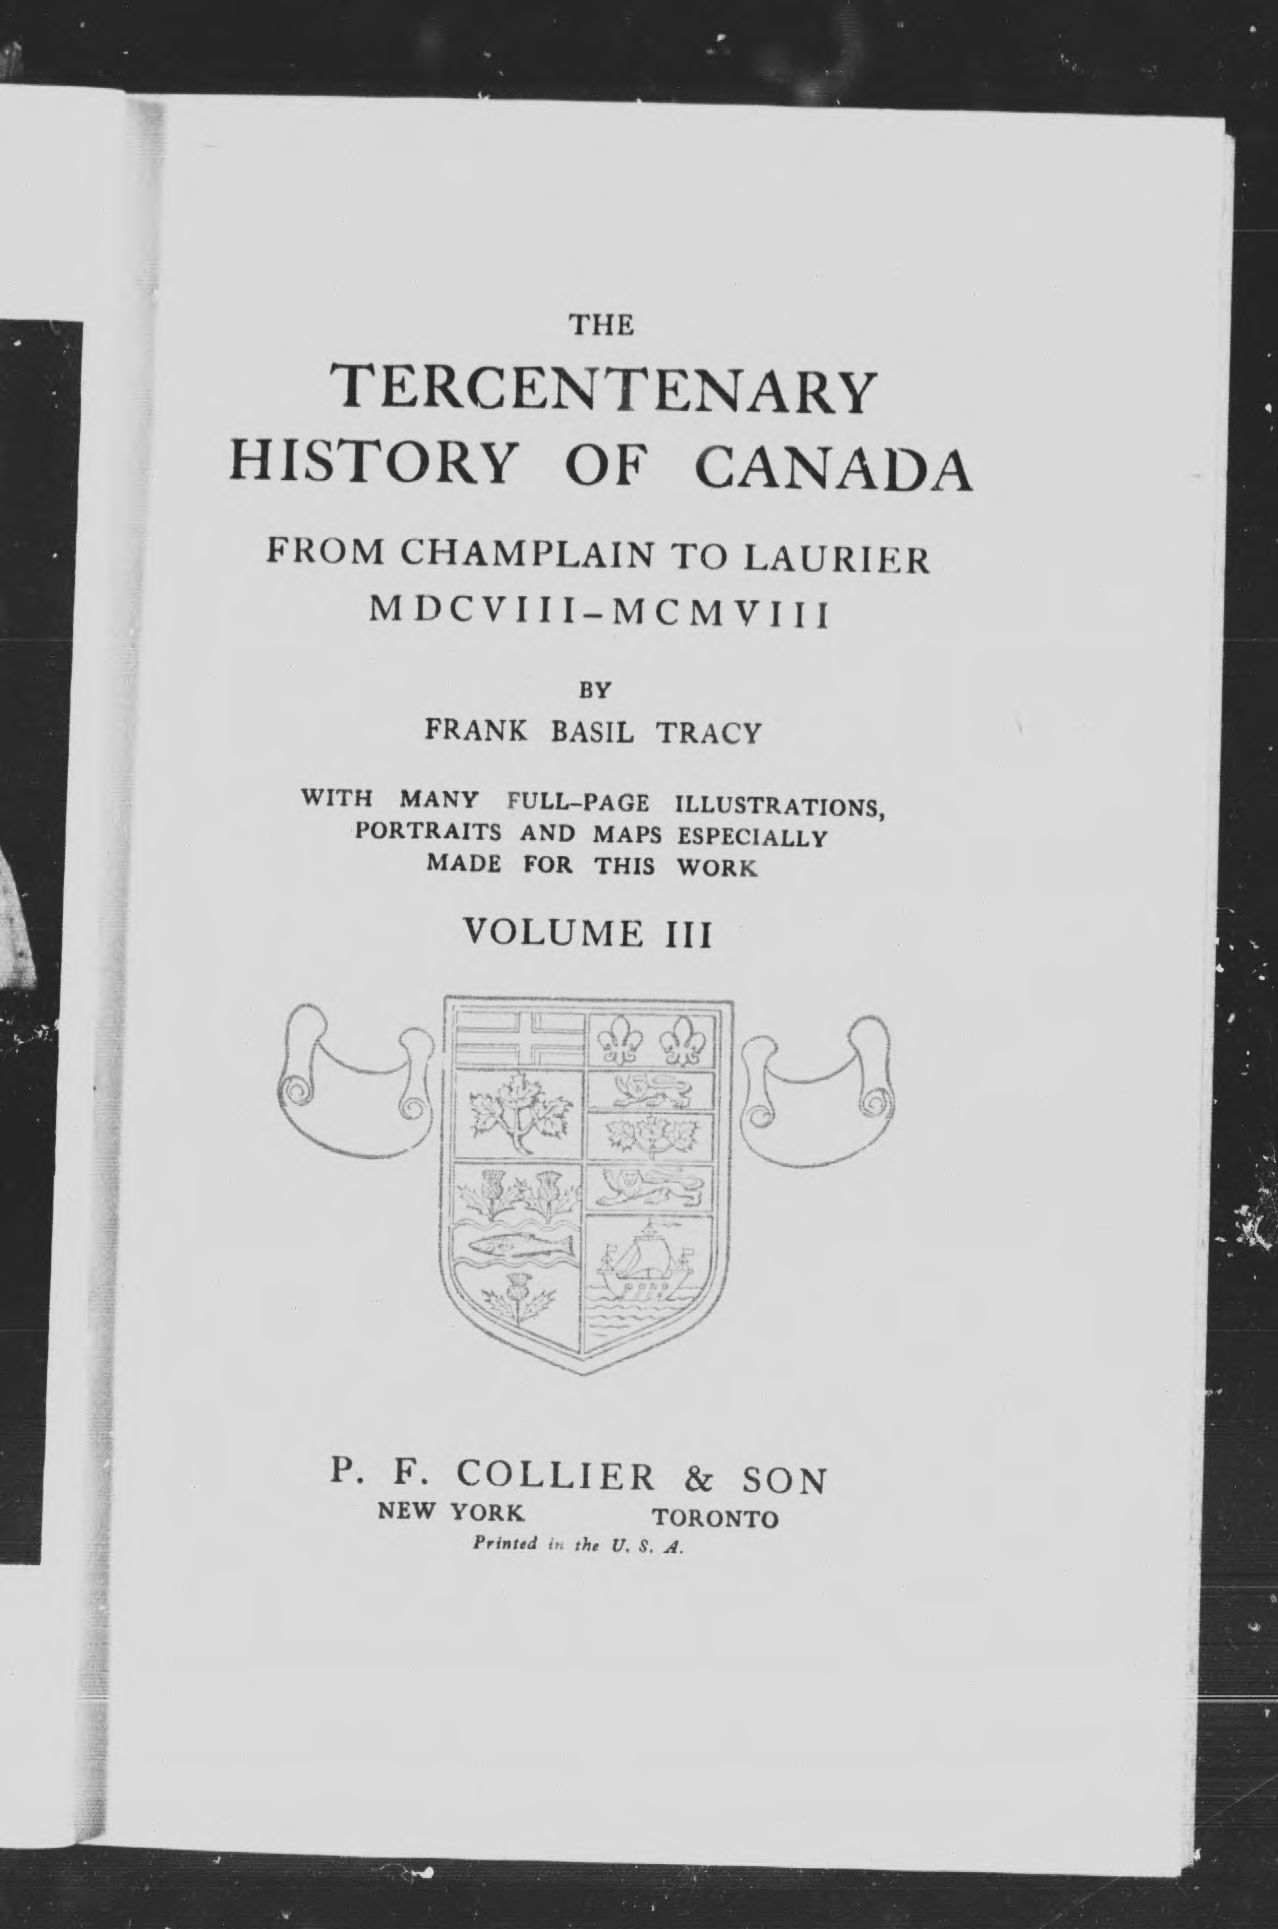 THE
TERCENTENARY
HISTORY OF CANADA
FROM CHAMPLAIN TO LAURIER
MDCVIII–MCMVIII
BY
FRANK BASIL TRACY
WITH MANY FULL-PAGE ILLUSTRATIONS,
PORTRAITS AND MAPS ESPECIALLY
MADE FOR THIS WORK
VOLUME III
P. F. COLLIER & SON
NEW YORK TORONTO
Printed in the U. S. A.